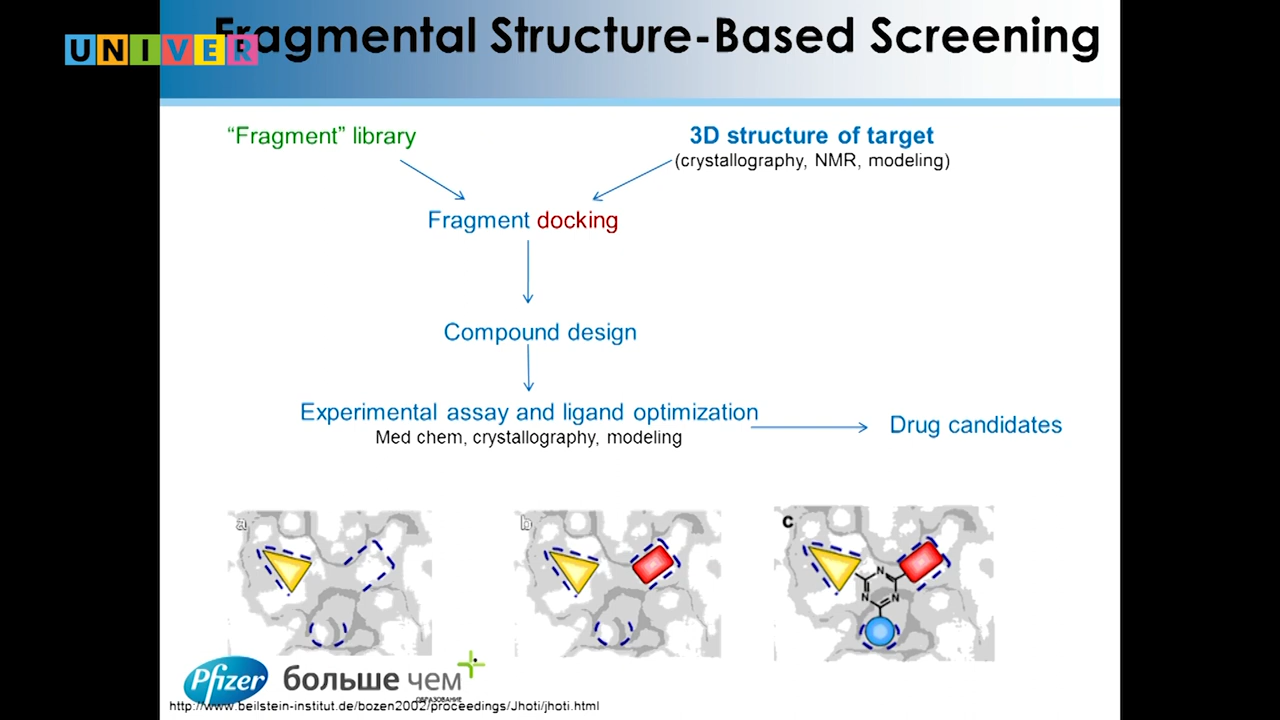 Fragmental Structure-Based Screening
UNIVER
“Fragment” library
3D structure of target
(crystallography, NMR, modeling)
Fragment docking
Compound design
Experimental assay and ligand optimization
Med chem, crystallography, modeling
Drug candidates
a
b
c
N
N
N
Pfizer
больше чем
ОБРАЗОВАНИЕ
http://www.beilstein-institut.de/bozen2002/proceedings/Jhoti/jhoti.html